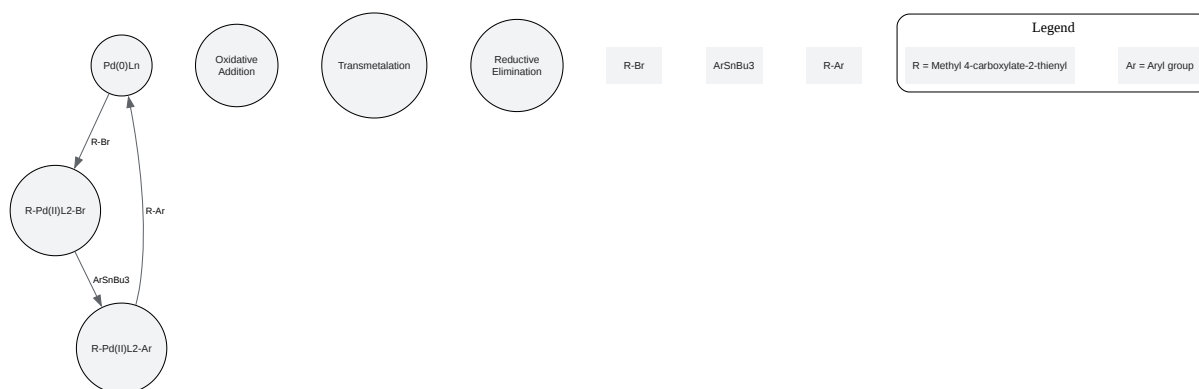 Legend
Pd(0)Ln
Oxidative
Addition
Transmetalation
Reductive
Elimination
R-Br
ArSnBu3
R-Ar
R = Methyl 4-carboxylate-2-thienyl
Ar = Aryl group
R-Br
R-Pd(II)L2-Br
R-Ar
ArSnBu3
R-Pd(II)L2-Ar